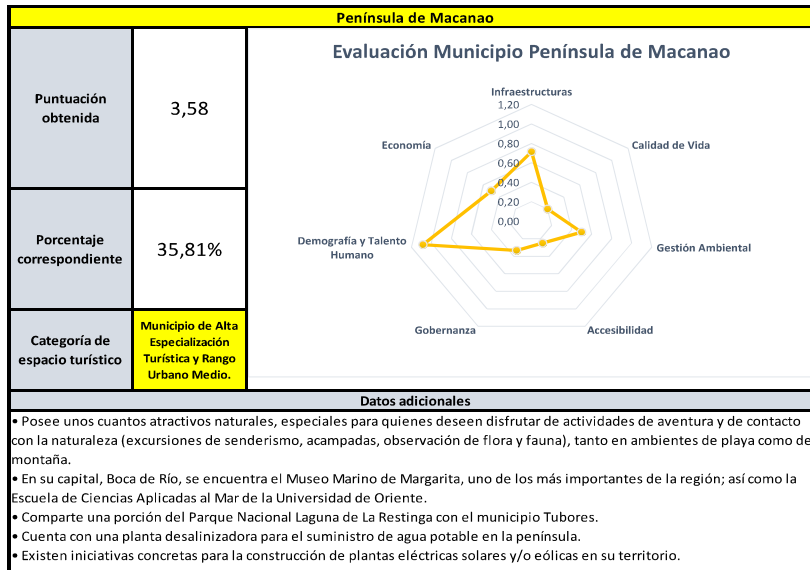 Península de Macanao
Puntuación
obtenida
3,58
Porcentaje
correspondiente
35,81%
Categoría de
espacio turístico
Municipio de Alta
Especialización
Turística y Rango
Urbano Medio.
Evaluación Municipio Península de Macanao
Infraestructuras
1,20
1,00
0,80
0,60
0,40
0,20
0,00
Economía
Calidad de Vida
Demografía y Talento
Humano
Gestión Ambiental
Gobernanza
Accesibilidad
Datos adicionales
• Posee unos cuantos atractivos naturales, especiales para quienes deseen disfrutar de actividades de aventura y de contacto
con la naturaleza (excursiones de senderismo, acampadas, observación de flora y fauna), tanto en ambientes de playa como de
montaña.
• En su capital, Boca de Río, se encuentra el Museo Marino de Margarita, uno de los más importantes de la región; así como la
Escuela de Ciencias Aplicadas al Mar de la Universidad de Oriente.
• Comparte una porción del Parque Nacional Laguna de La Restinga con el municipio Tubores.
• Cuenta con una planta desalinizadora para el suministro de agua potable en la península.
• Existen iniciativas concretas para la construcción de plantas eléctricas solares y/o eólicas en su territorio.